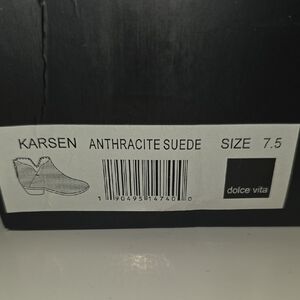 KARSEN ANTHRACITE SUEDE SIZE 7.5
dolce vita
1 90495 14740 0